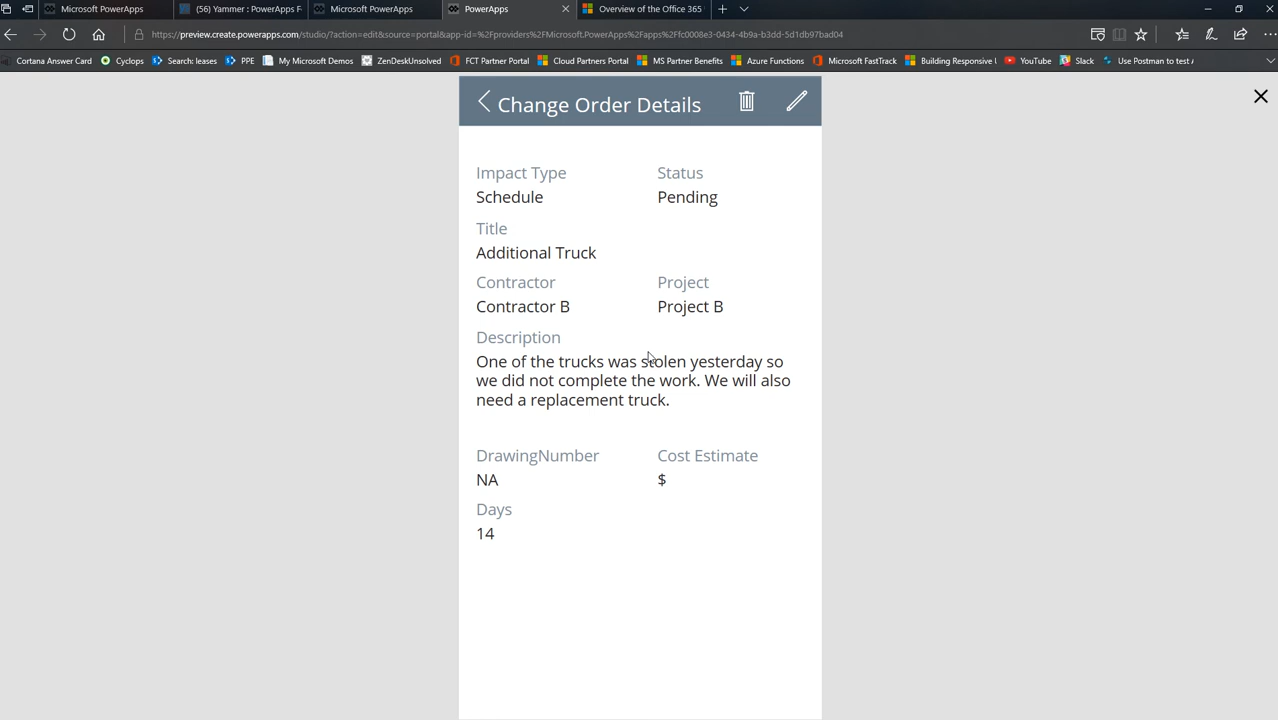 Microsoft PowerApps
(56) Yammer : PowerApps F
Microsoft PowerApps
PowerApps
Overview of the Office 365
https://preview.create.powerapps.com/studio/?action=edit&source=portal&app-id=%2Fproviders%2FMicrosoft.PowerApps%2Fapps%2Ffc0008e3-0434-4b9a-b3dd-5d1db97bad04
Cortana Answer Card
Cyclops
Search: leases
PPE
My Microsoft Demos
ZenDeskUnsolved
FCT Partner Portal
Cloud Partners Portal
MS Partner Benefits
Azure Functions
Microsoft FastTrack
Building Responsive U
YouTube
Slack
Use Postman to test A
Change Order Details
Impact Type Status
Schedule Pending
Title
Additional Truck
Contractor Project
Contractor B Project B
Description
One of the trucks was stolen yesterday so
we did not complete the work. We will also
need a replacement truck.
DrawingNumber Cost Estimate
NA $
Days
14